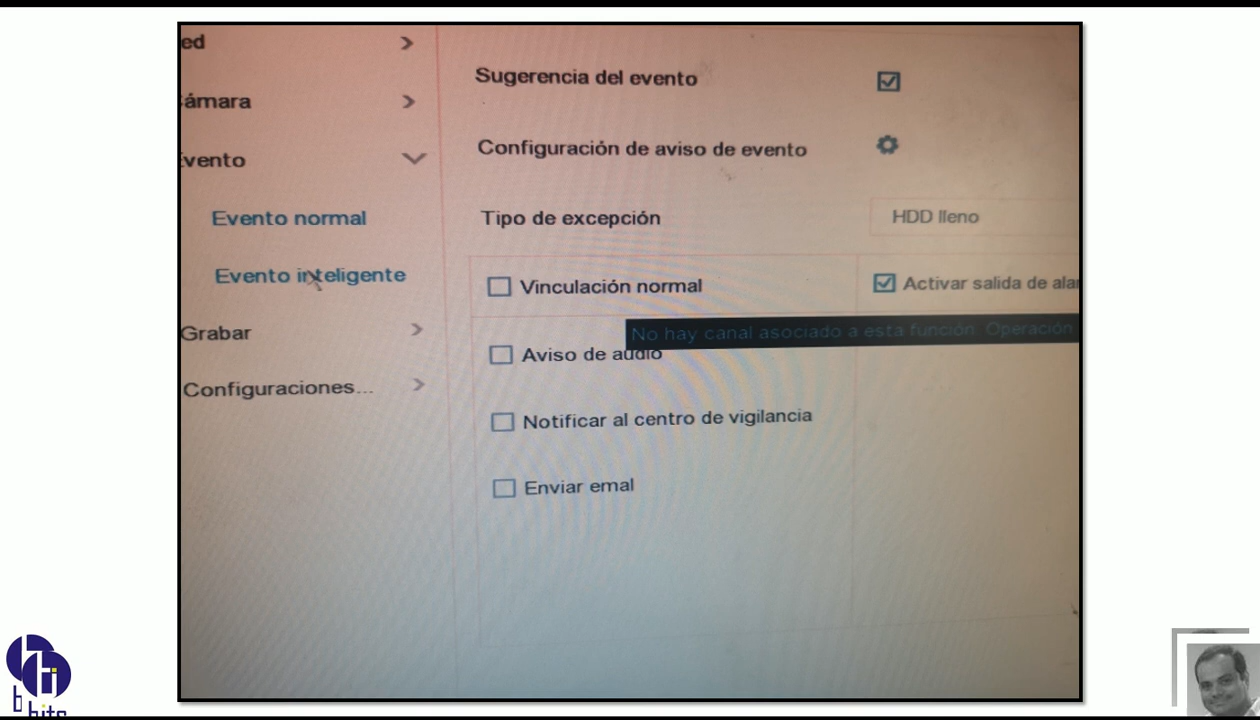 ed
ámara
vento
Evento normal
Evento inteligente
Grabar
Configuraciones...
Sugerencia del evento
Configuración de aviso de evento
Tipo de excepción
HDD lleno
Vinculación normal
Activar salida de alar
No hay canal asociado a esta función. Operación
Aviso de audio
Notificar al centro de vigilancia
Enviar emal
b
bits